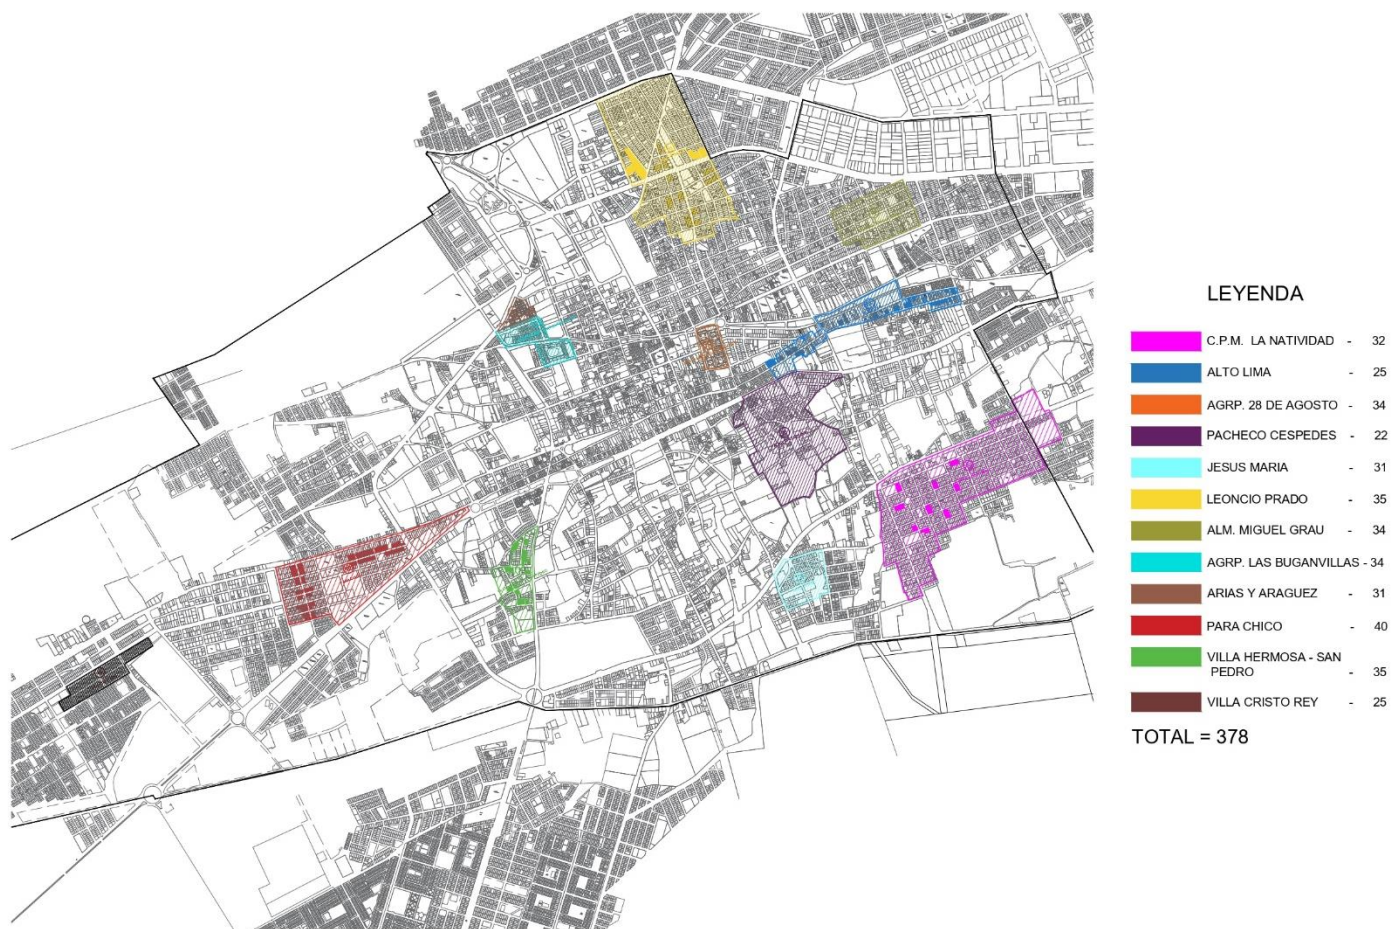 LEYENDA
C.P.M. LA NATIVIDAD - 32
ALTO LIMA - 25
AGRP. 28 DE AGOSTO - 34
PACHECO CESPEDES - 22
JESUS MARIA - 31
LEONCIO PRADO - 35
ALM. MIGUEL GRAU - 34
AGRP. LAS BUGANVILLAS - 34
ARIAS Y ARAGUEZ - 31
PARA CHICO - 40
VILLA HERMOSA - SAN
PEDRO - 35
VILLA CRISTO REY - 25
TOTAL = 378